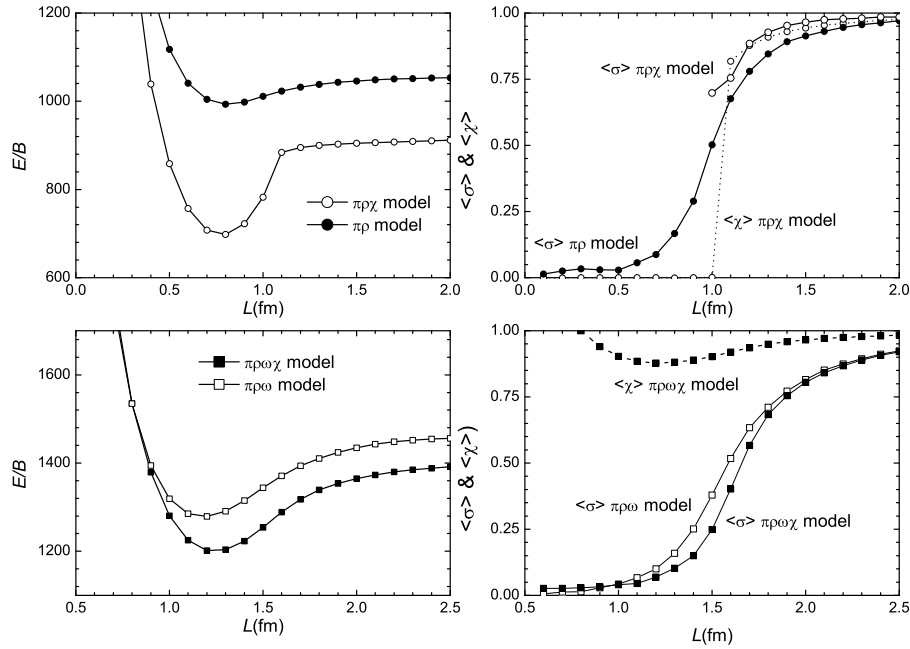 1200
1000
800
600
E/B
0.0 0.5 1.0 1.5 2.0
L(fm)
πρχ model
πρ model
1.00
0.75
0.50
0.25
0.00
<σ> & <χ>
0.0 0.5 1.0 1.5 2.0
L(fm)
<σ> πρχ model
<χ> πρχ model
<σ> πρ model
1600
1400
1200
E/B
0.5 1.0 1.5 2.0 2.5
L(fm)
πρωχ model
πρω model
1.00
0.75
0.50
0.25
0.00
<σ> & <χ>)
0.5 1.0 1.5 2.0 2.5
L(fm)
<χ> πρωχ model
<σ> πρω model
<σ> πρωχ model